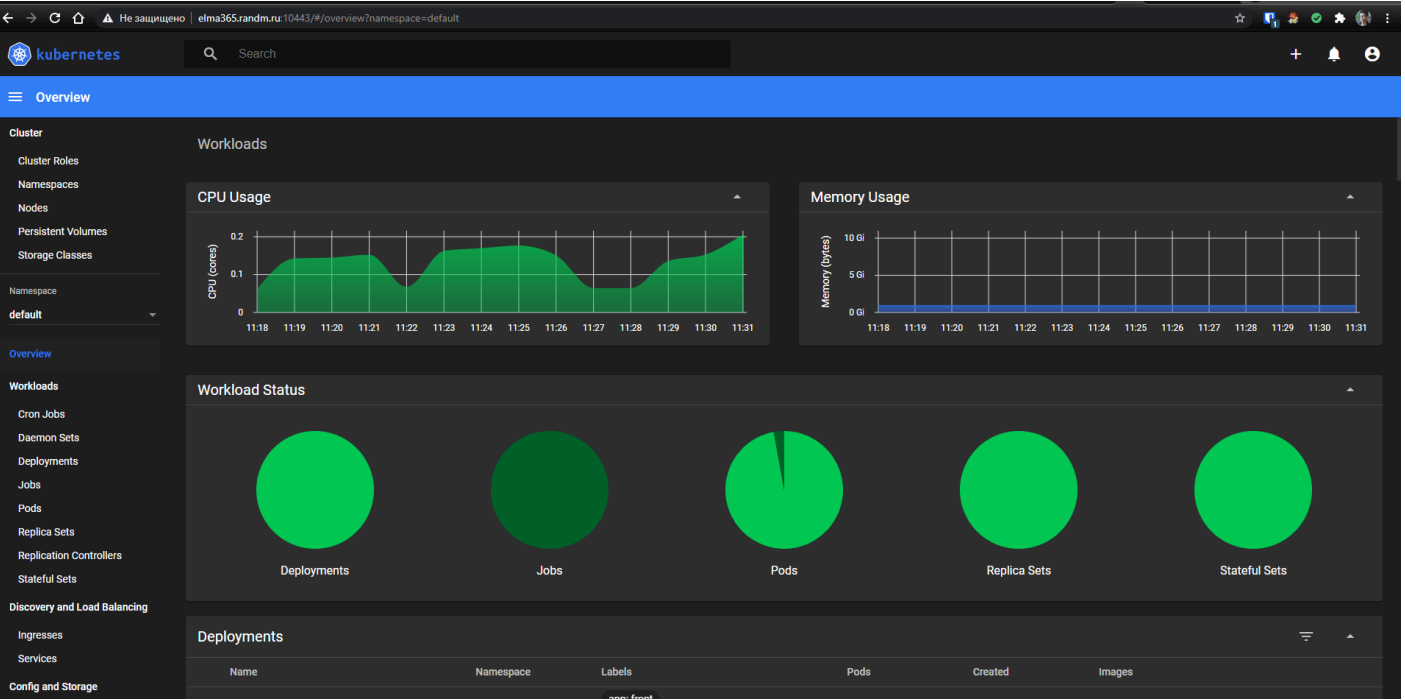 Не защищено elma365.randm.ru:10443/#/overview?namespace=default
1
kubernetes
Search
Overview
Cluster
Cluster Roles
Namespaces
Nodes
Persistent Volumes
Storage Classes
Namespace
default
Overview
Workloads
Cron Jobs
Daemon Sets
Deployments
Jobs
Pods
Replica Sets
Replication Controllers
Stateful Sets
Discovery and Load Balancing
Ingresses
Services
Config and Storage
Workloads
CPU Usage
CPU (cores)
0.2
0.1
0
11:18 11:19 11:20 11:21 11:22 11:23 11:24 11:25 11:26 11:27 11:28 11:29 11:30 11:31
Memory Usage
Memory (bytes)
10 Gi
5 Gi
0 Gi
11:18 11:19 11:20 11:21 11:22 11:23 11:24 11:25 11:26 11:27 11:28 11:29 11:30 11:31
Workload Status
Deployments Jobs Pods Replica Sets Stateful Sets
Deployments
Name Namespace Labels Pods Created Images
app: front